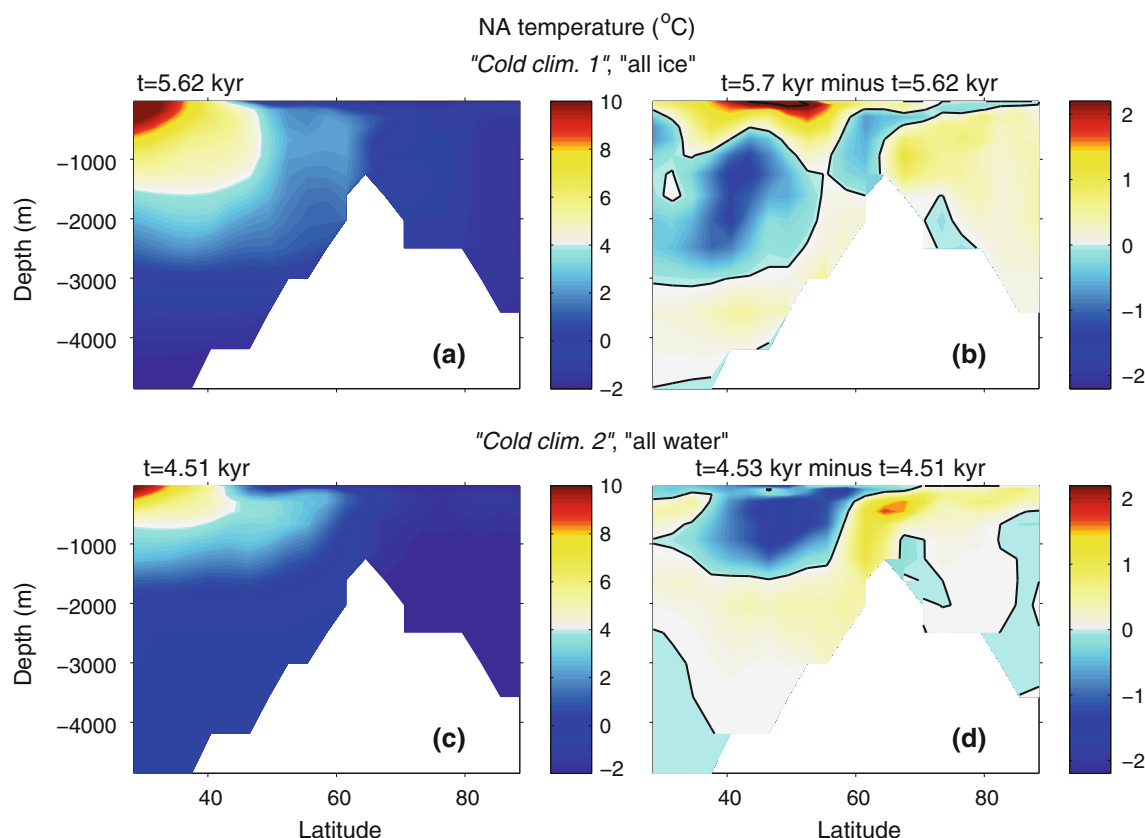 NA temperature (°C)
"Cold clim. 1", "all ice"
t=5.62 kyr
t=5.7 kyr minus t=5.62 kyr
Depth (m)
−1000
−2000
−3000
−4000
(a)
10
8
6
4
2
0
−2
(b)
2
1
0
−1
−2
"Cold clim. 2", "all water"
t=4.51 kyr
t=4.53 kyr minus t=4.51 kyr
Depth (m)
−1000
−2000
−3000
−4000
(c)
40
60
80
Latitude
10
8
6
4
2
0
−2
(d)
40
60
80
Latitude
2
1
0
−1
−2